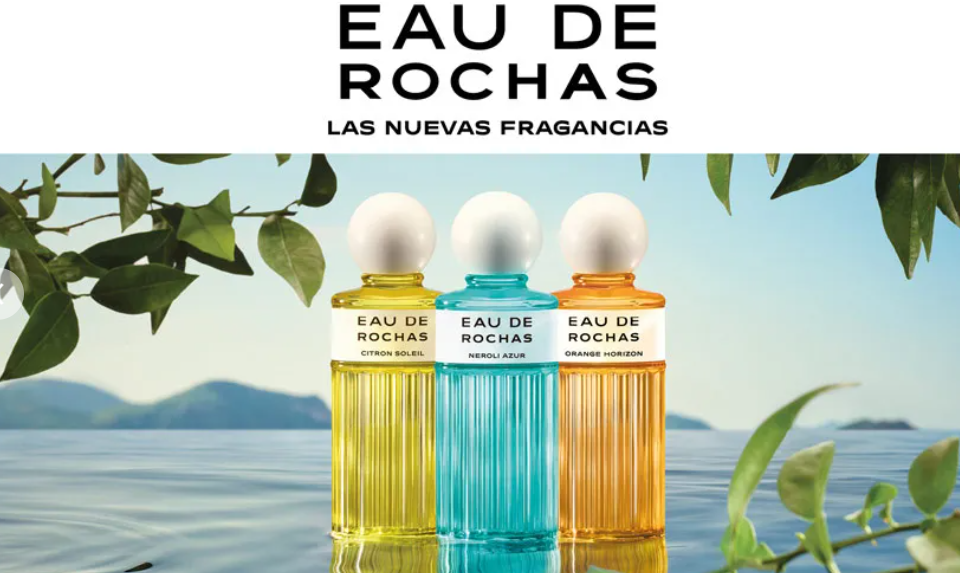 EAU DE
ROCHAS
LAS NUEVAS FRAGANCIAS
EAU DE
ROCHAS
CITRON SOLEIL
EAU DE
ROCHAS
NEROLI AZUR
EAU DE
ROCHAS
ORANGE HORIZON